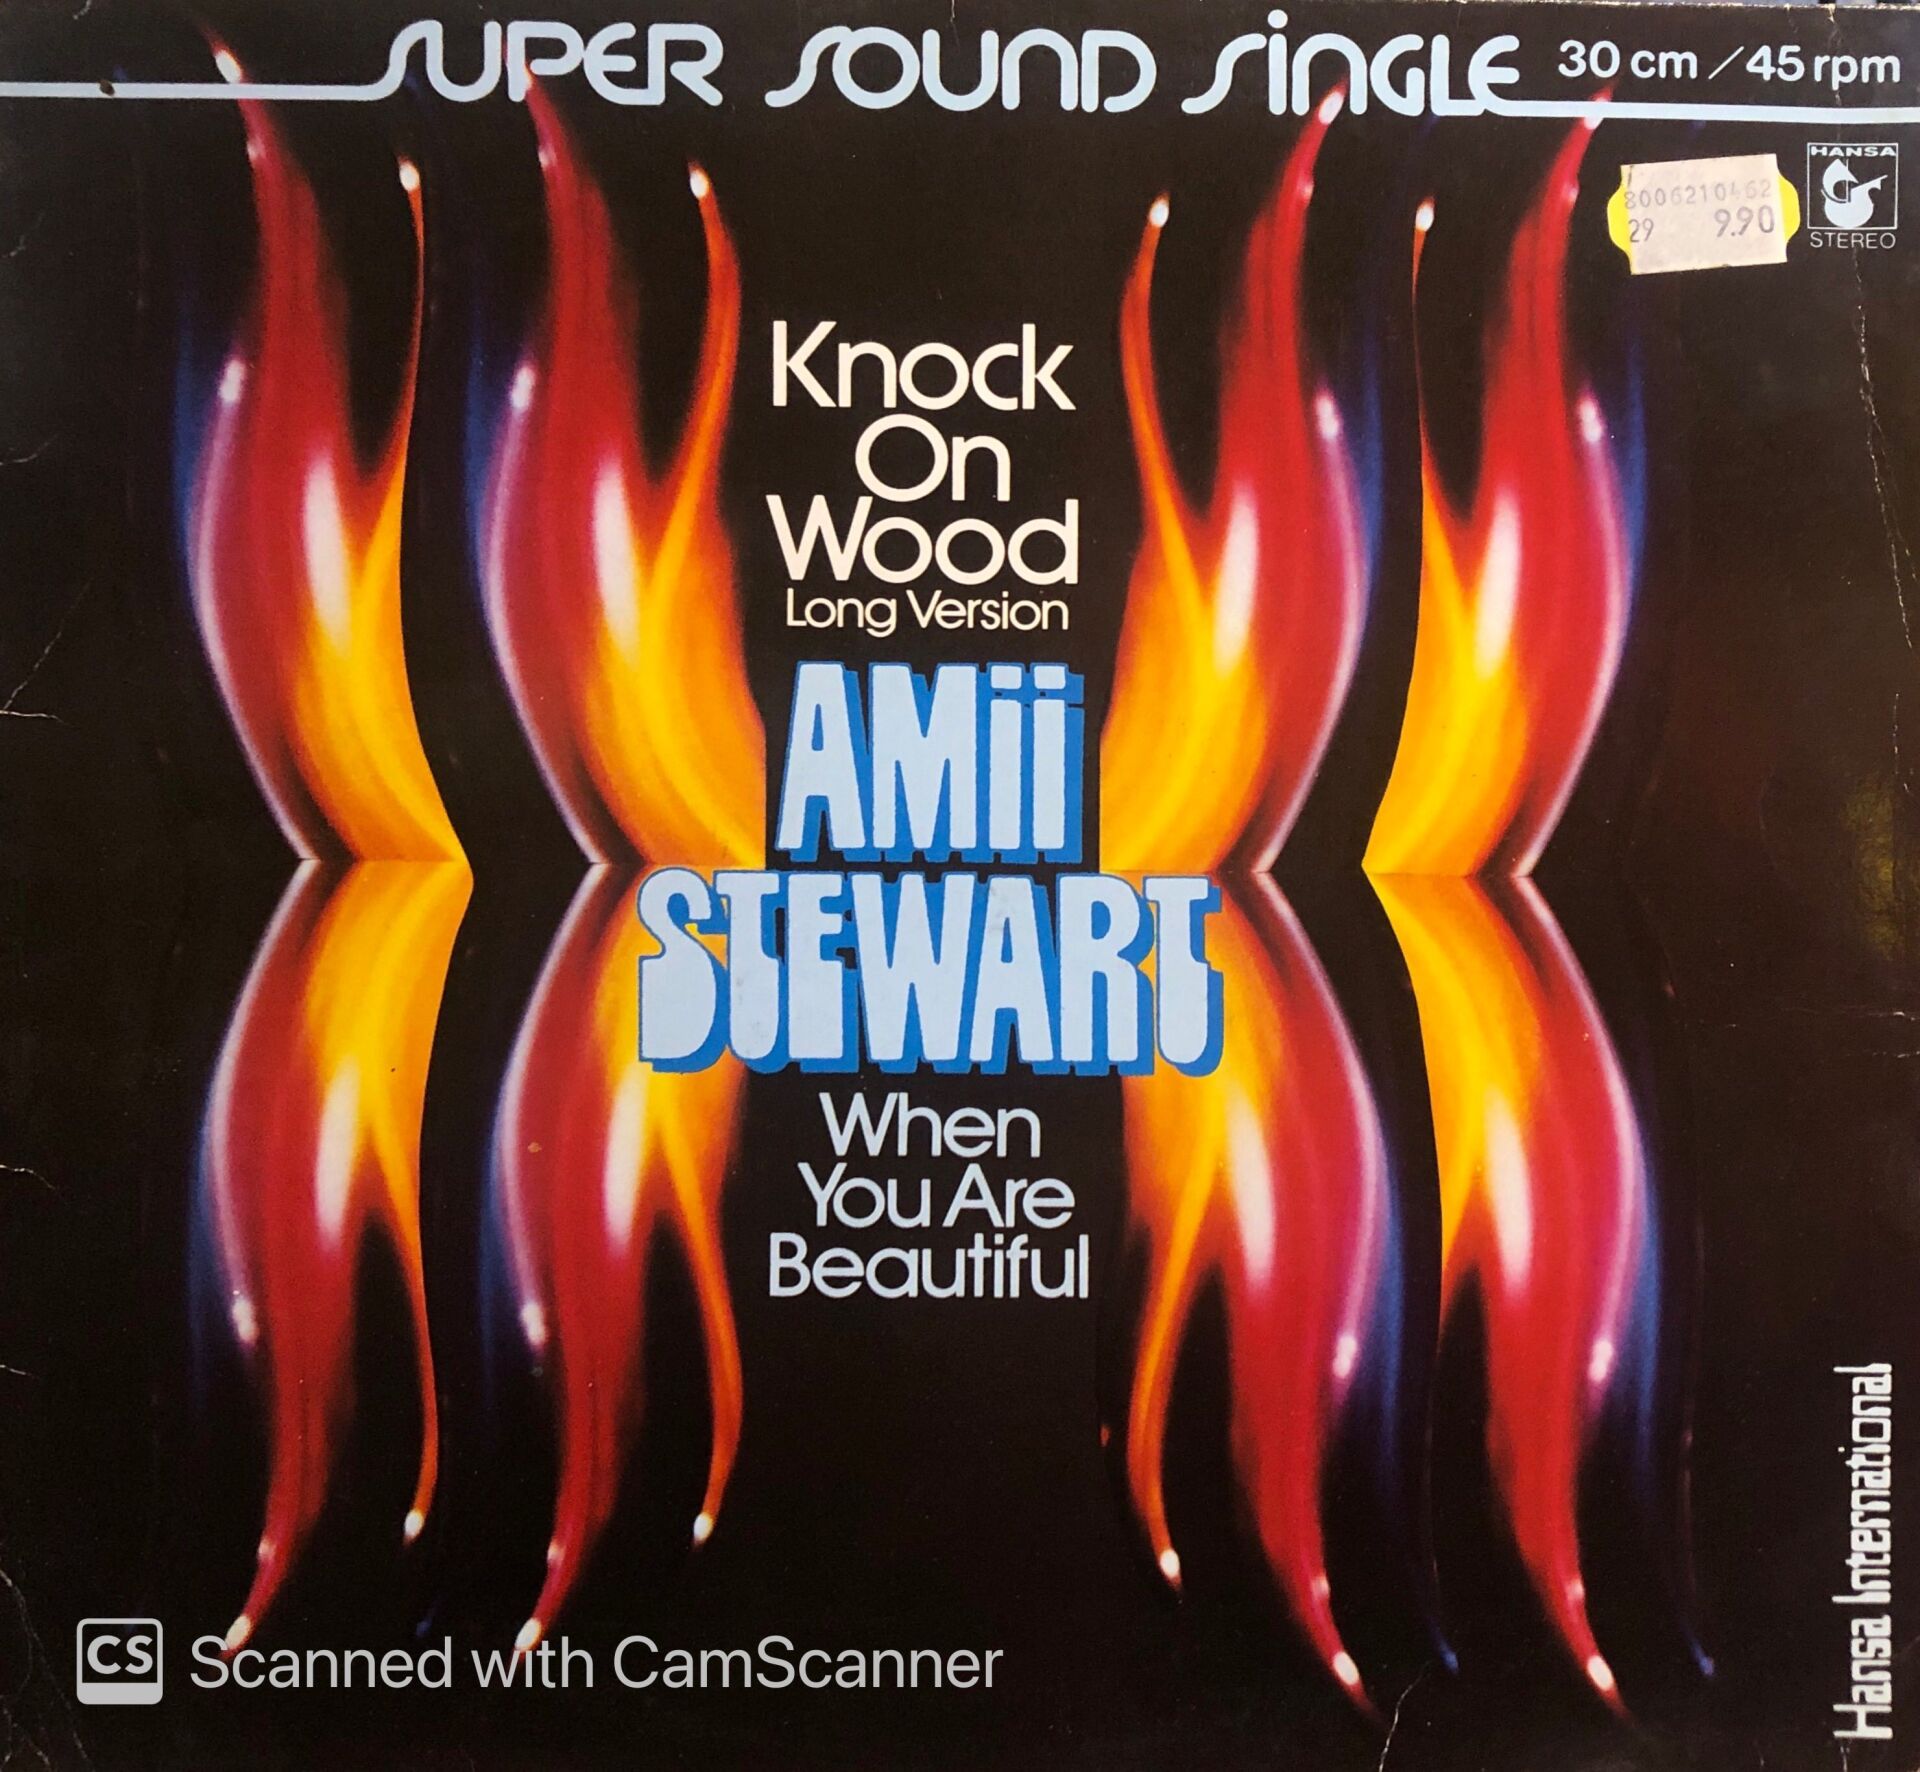 SUPER SOUND SiNGLE 30 cm / 45 rpm
HANSA
STEREO
8006210462
29 9.90
Knock
On
Wood
Long Version
AMii
STEWART
When
You Are
Beautiful
Hansa International
CS Scanned with CamScanner